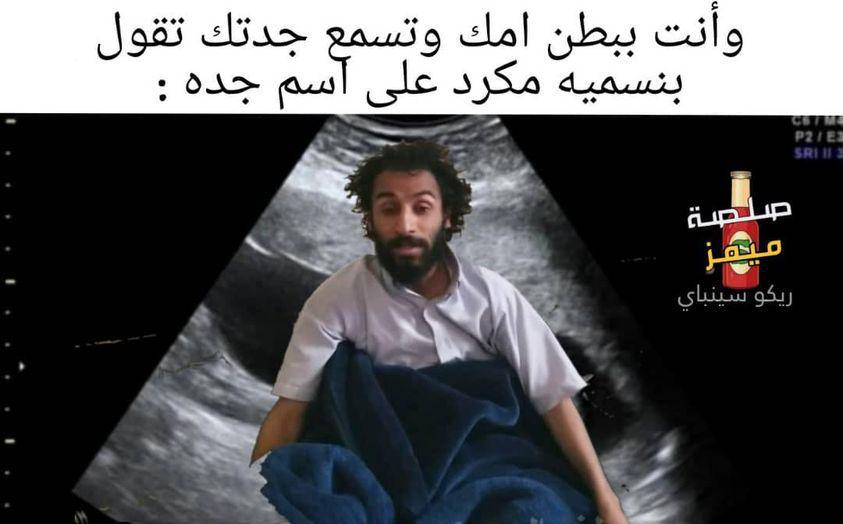 وأنت ببطن امك وتسمع جدتك تقول
بنسميه مكرد على اسم جده :
C6 / M4
P2 / E3
SRI II 3
صلصة
ميمز
ريكو سينباي